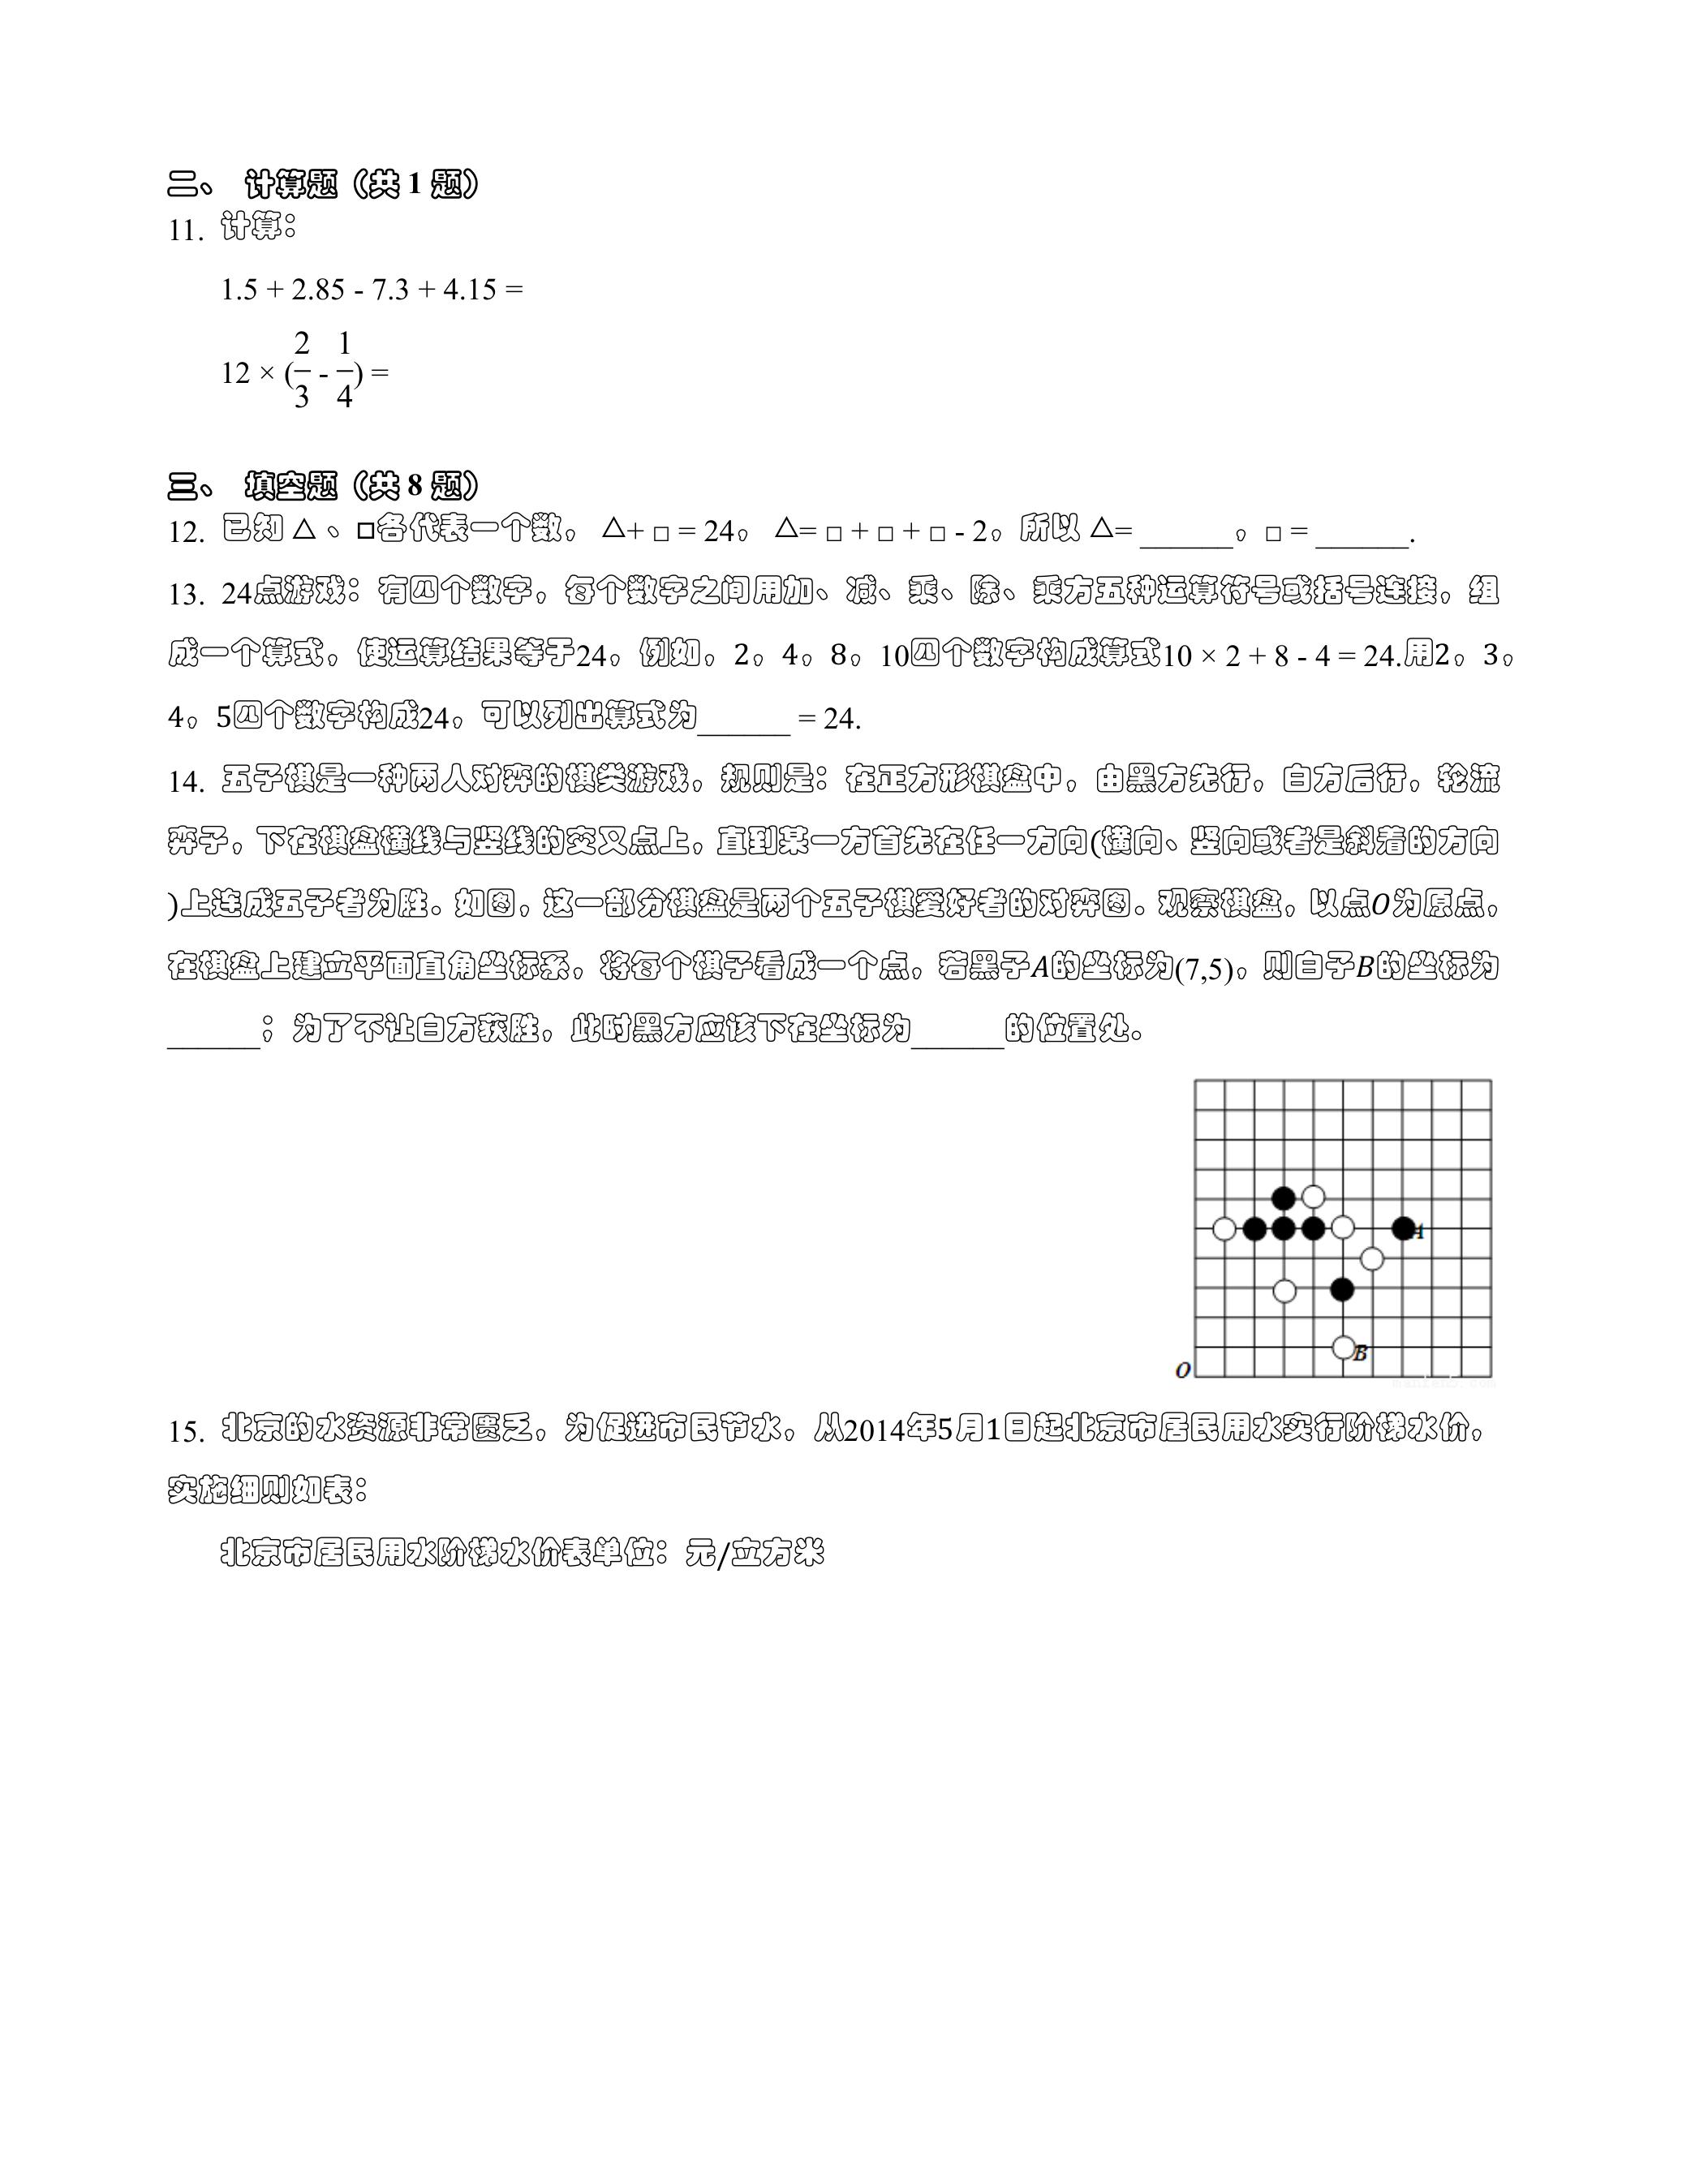 二、 计算题（共 1 题）
11. 计算：
1.5 + 2.85 - 7.3 + 4.15 =
12 × (2/3 - 1/4) =
三、 填空题（共 8 题）
12. 已知 △ 、□各代表一个数， △+ □ = 24， △= □ + □ + □ - 2，所以 △= ______，□ = ______.
13. 24点游戏：有四个数字，每个数字之间用加、减、乘、除、乘方五种运算符号或括号连接，组
成一个算式，使运算结果等于24，例如，2，4，8，10四个数字构成算式10 × 2 + 8 - 4 = 24.用2，3，
4，5四个数字构成24，可以列出算式为______ = 24.
14. 五子棋是一种两人对弈的棋类游戏，规则是：在正方形棋盘中，由黑方先行，白方后行，轮流
弈子，下在棋盘横线与竖线的交叉点上，直到某一方首先在任一方向(横向、竖向或者是斜着的方向
)上连成五子者为胜。如图，这一部分棋盘是两个五子棋爱好者的对弈图。观察棋盘，以点O为原点，
在棋盘上建立平面直角坐标系，将每个棋子看成一个点，若黑子A的坐标为(7,5)，则白子B的坐标为
______；为了不让白方获胜，此时黑方应该下在坐标为______的位置处。
A
B
O
15. 北京的水资源非常匮乏，为促进市民节水，从2014年5月1日起北京市居民用水实行阶梯水价，
实施细则如表：
北京市居民用水阶梯水价表单位：元/立方米